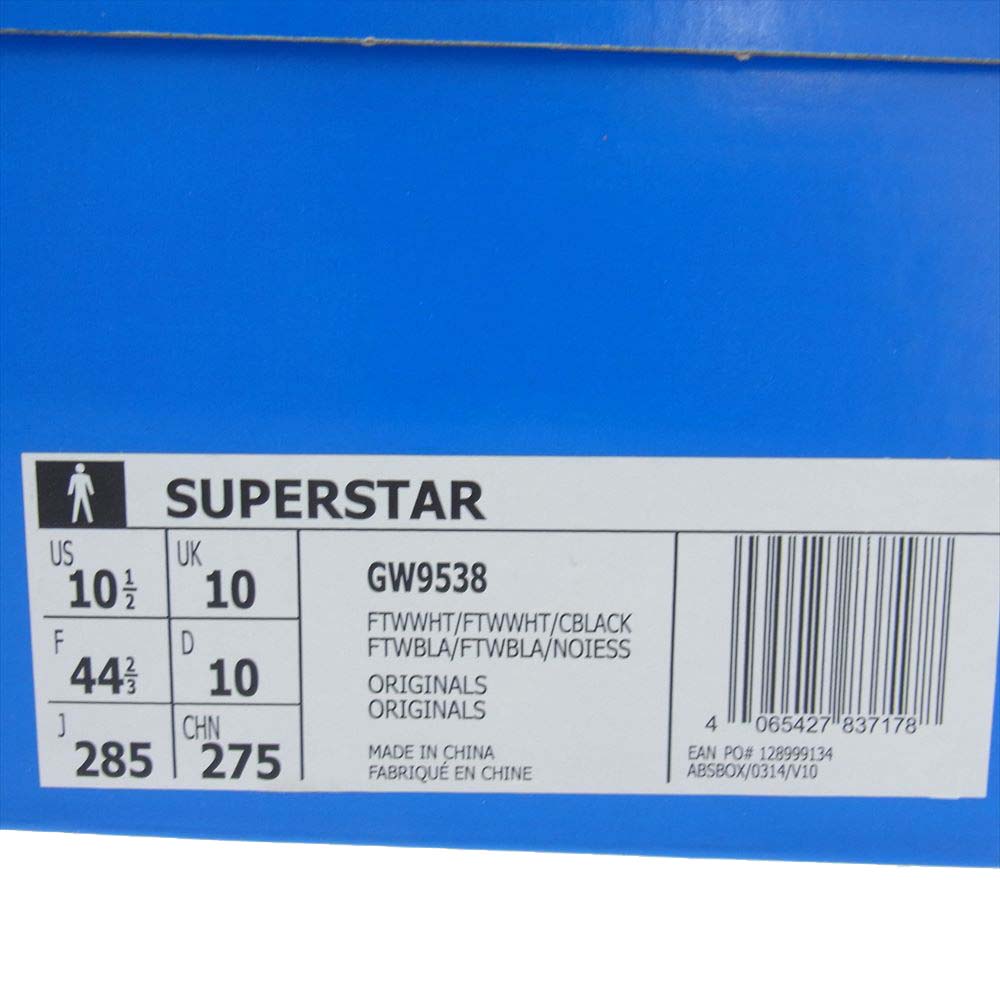 SUPERSTAR
US 10 1/2
UK 10
F 44 2/3
D 10
J 285
CHN 275
GW9538
FTWWHT/FTWWHT/CBLACK
FTWBLA/FTWBLA/NOIESS
ORIGINALS
ORIGINALS
MADE IN CHINA
FABRIQUÉ EN CHINE
4 065427 837178
EAN PO# 128999134
ABSBOX/0314/V10